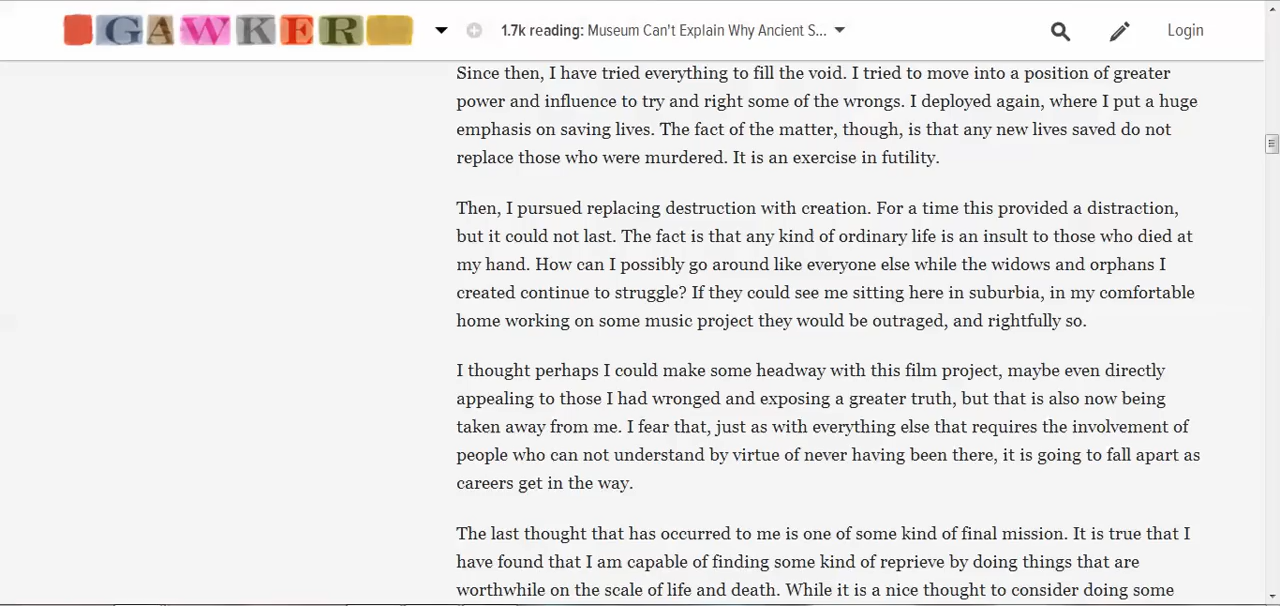 GAWKER
1.7k reading: Museum Can't Explain Why Ancient S...
Login
Since then, I have tried everything to fill the void. I tried to move into a position of greater
power and influence to try and right some of the wrongs. I deployed again, where I put a huge
emphasis on saving lives. The fact of the matter, though, is that any new lives saved do not
replace those who were murdered. It is an exercise in futility.
Then, I pursued replacing destruction with creation. For a time this provided a distraction,
but it could not last. The fact is that any kind of ordinary life is an insult to those who died at
my hand. How can I possibly go around like everyone else while the widows and orphans I
created continue to struggle? If they could see me sitting here in suburbia, in my comfortable
home working on some music project they would be outraged, and rightfully so.
I thought perhaps I could make some headway with this film project, maybe even directly
appealing to those I had wronged and exposing a greater truth, but that is also now being
taken away from me. I fear that, just as with everything else that requires the involvement of
people who can not understand by virtue of never having been there, it is going to fall apart as
careers get in the way.
The last thought that has occurred to me is one of some kind of final mission. It is true that I
have found that I am capable of finding some kind of reprieve by doing things that are
worthwhile on the scale of life and death. While it is a nice thought to consider doing some